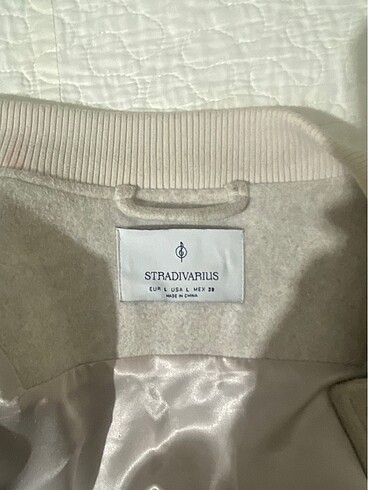 STRADIVARIUS
EUR L USA L MEX 28
MADE IN CHINA